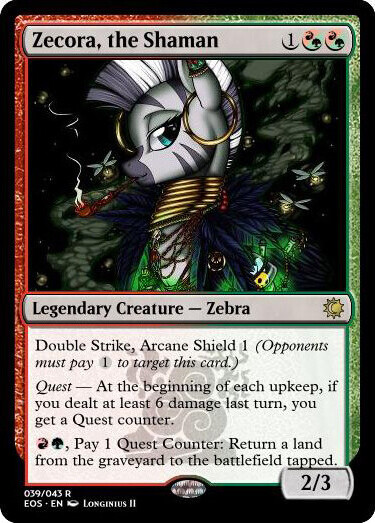 Zecora, the Shaman 1
Legendary Creature — Zebra
Double Strike, Arcane Shield 1 (Opponents
must pay 1 to target this card.)
Quest — At the beginning of each upkeep, if
you dealt at least 6 damage last turn, you
get a Quest counter.
, Pay 1 Quest Counter: Return a land
from the graveyard to the battlefield tapped.
2/3
039/043 R
EOS • EN Longinius II